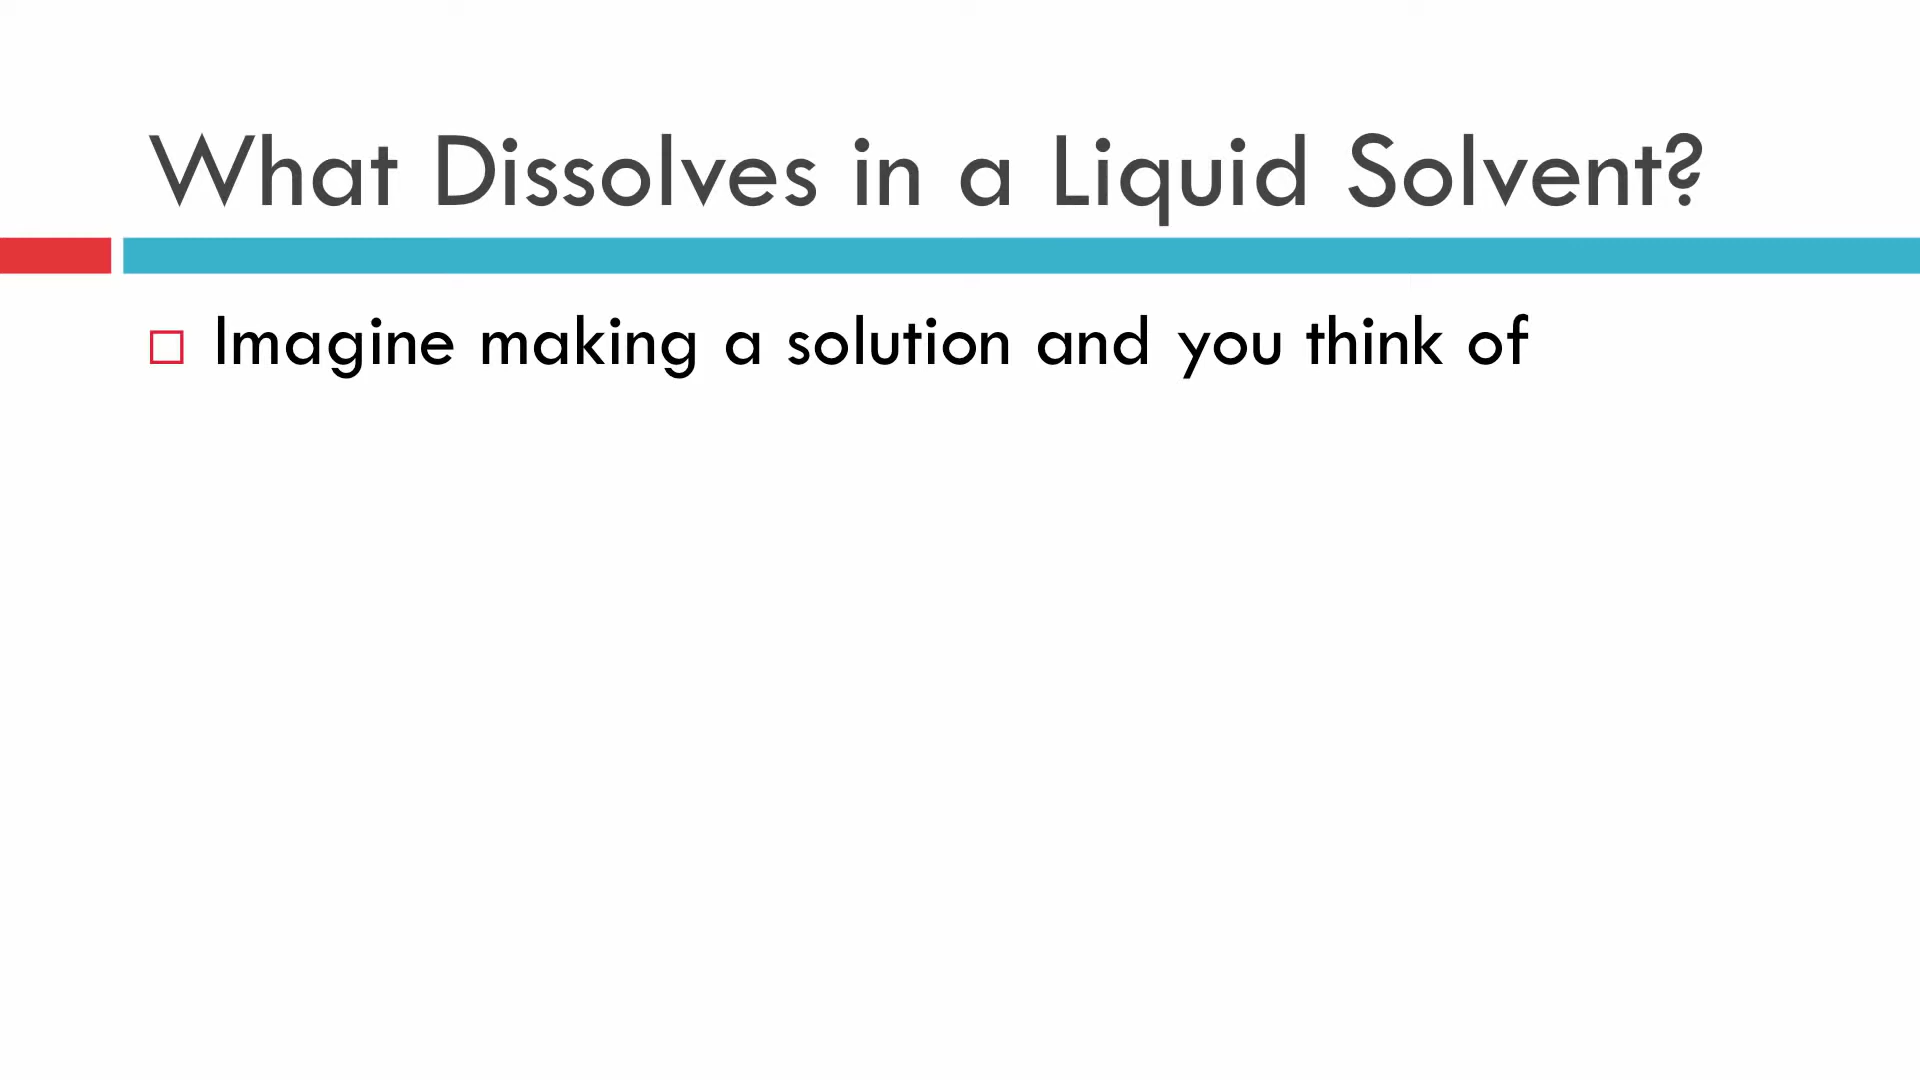 What Dissolves in a Liquid Solvent?
Imagine making a solution and you think of